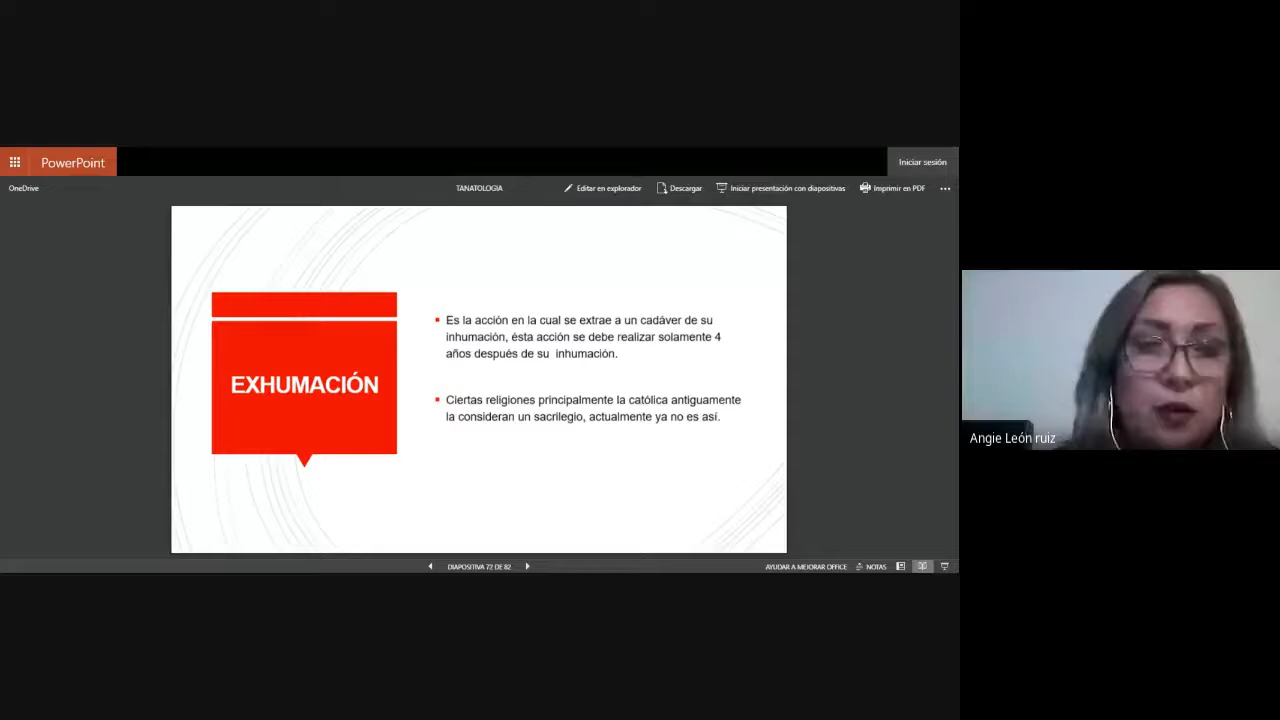 PowerPoint
Iniciar sesión
OneDrive
TANATOLOGIA
Editar en explorador
Descargar
Iniciar presentación con diapositivas
Imprimir en PDF
EXHUMACIÓN
Es la acción en la cual se extrae a un cadáver de su
inhumación, ésta acción se debe realizar solamente 4
años después de su inhumación.
Ciertas religiones principalmente la católica antiguamente
la consideran un sacrilegio, actualmente ya no es así.
Angie León ruiz
DIAPOSITIVA 72 DE 82
AYUDAR A MEJORAR OFFICE
NOTAS